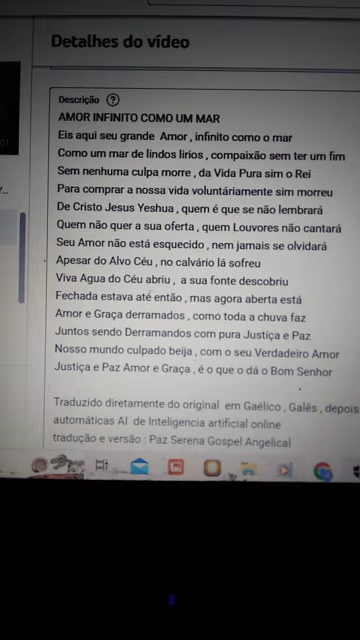 Detalhes do vídeo
Descrição ?
AMOR INFINITO COMO UM MAR
Eis aqui seu grande Amor , infinito como o mar
Como um mar de lindos lirios , compaixão sem ter um fim
Sem nenhuma culpa morre , da Vida Pura sim o Rei
Para comprar a nossa vida voluntáriamente sim morreu
De Cristo Jesus Yeshua , quem é que se não lembrará
Quem não quer a sua oferta , quem Louvores não cantará
Seu Amor não está esquecido , nem jamais se olvidará
Apesar do Alvo Céu , no calvário lá sofreu
Viva Agua do Céu abriu , a sua fonte descobriu
Fechada estava até então , mas agora aberta está
Amor e Graça derramados , como toda a chuva faz
Juntos sendo Derramandos com pura Justiça e Paz
Nosso mundo culpado beija , com o seu Verdadeiro Amor
Justiça e Paz Amor e Graça , é o que o dá o Bom Senhor
Traduzido diretamente do original em Gaélico , Galês , depois
automáticas AI de Inteligencia artificial online
tradução e versão : Paz Serena Gospel Angelical